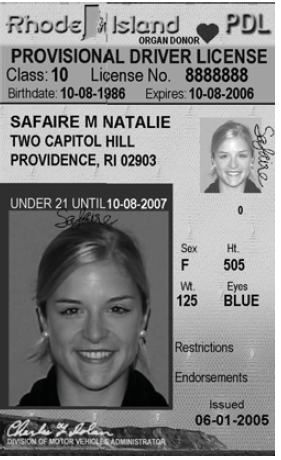 Rhode Island PDL
ORGAN DONOR
PROVISIONAL DRIVER LICENSE
Class: 10 License No. 8888888
Birthdate: 10-08-1986 Expires: 10-08-2006
SAFAIRE M NATALIE
TWO CAPITOL HILL
PROVIDENCE, RI 02903
Safaire
UNDER 21 UNTIL 10-08-2007
Safaire
0
Sex Ht.
F 505
Wt. Eyes
125 BLUE
Restrictions
Endorsements
Issued
06-01-2005
Charles F. Dolan
DIVISION OF MOTOR VEHICLES ADMINISTRATOR